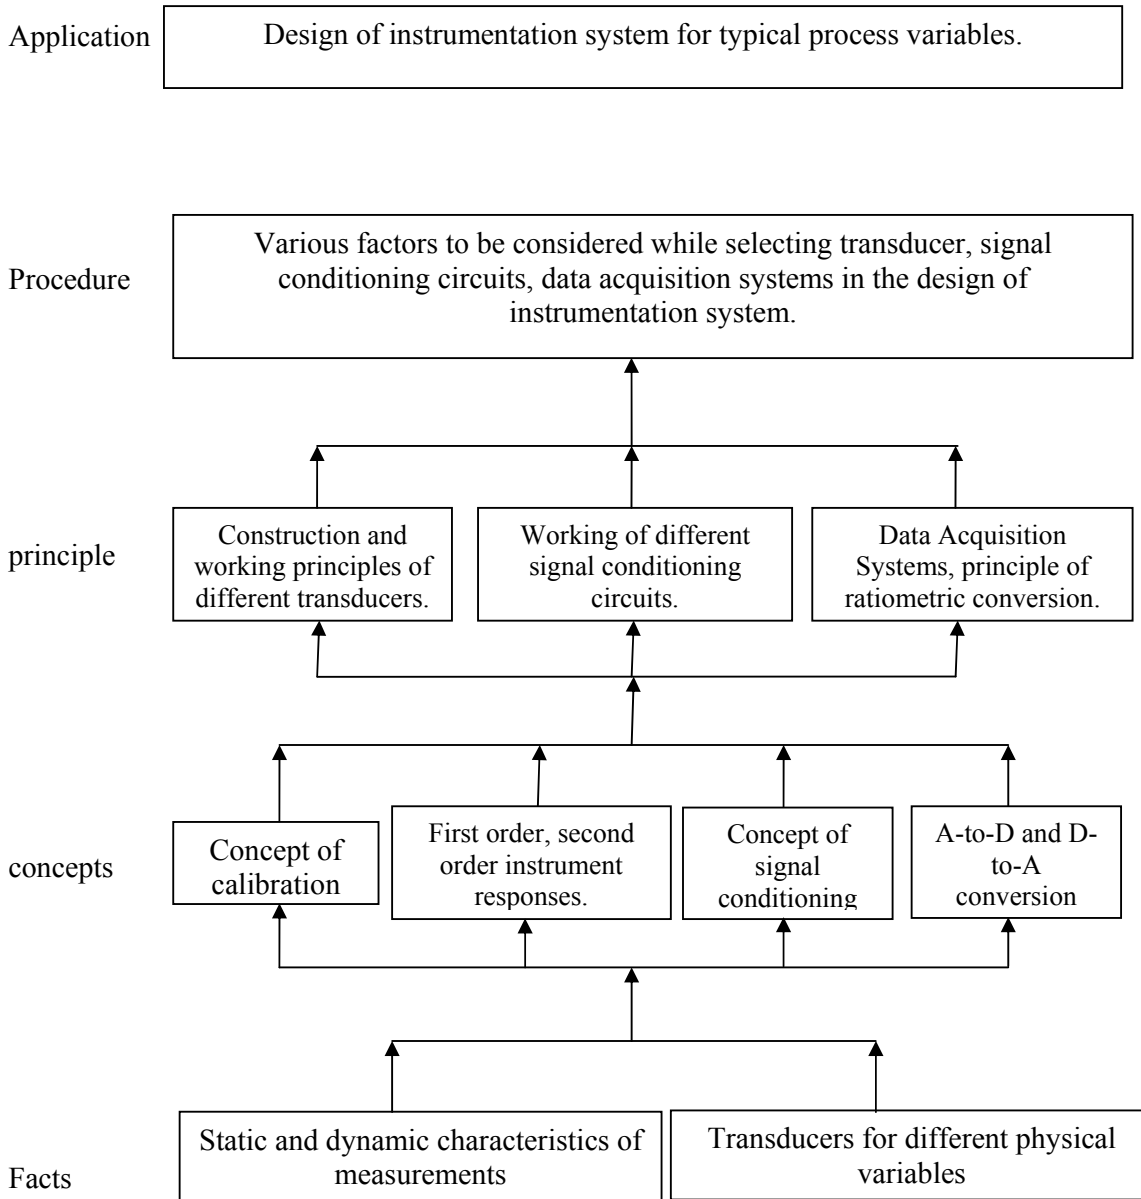 Application
Design of instrumentation system for typical process variables.
Procedure
Various factors to be considered while selecting transducer, signal
conditioning circuits, data acquisition systems in the design of
instrumentation system.
principle
Construction and
working principles of
different transducers.
Working of different
signal conditioning
circuits.
Data Acquisition
Systems, principle of
ratiometric conversion.
concepts
Concept of
calibration
First order, second
order instrument
responses.
Concept of
signal
conditioning
A-to-D and D-
to-A
conversion
Facts
Static and dynamic characteristics of
measurements
Transducers for different physical
variables